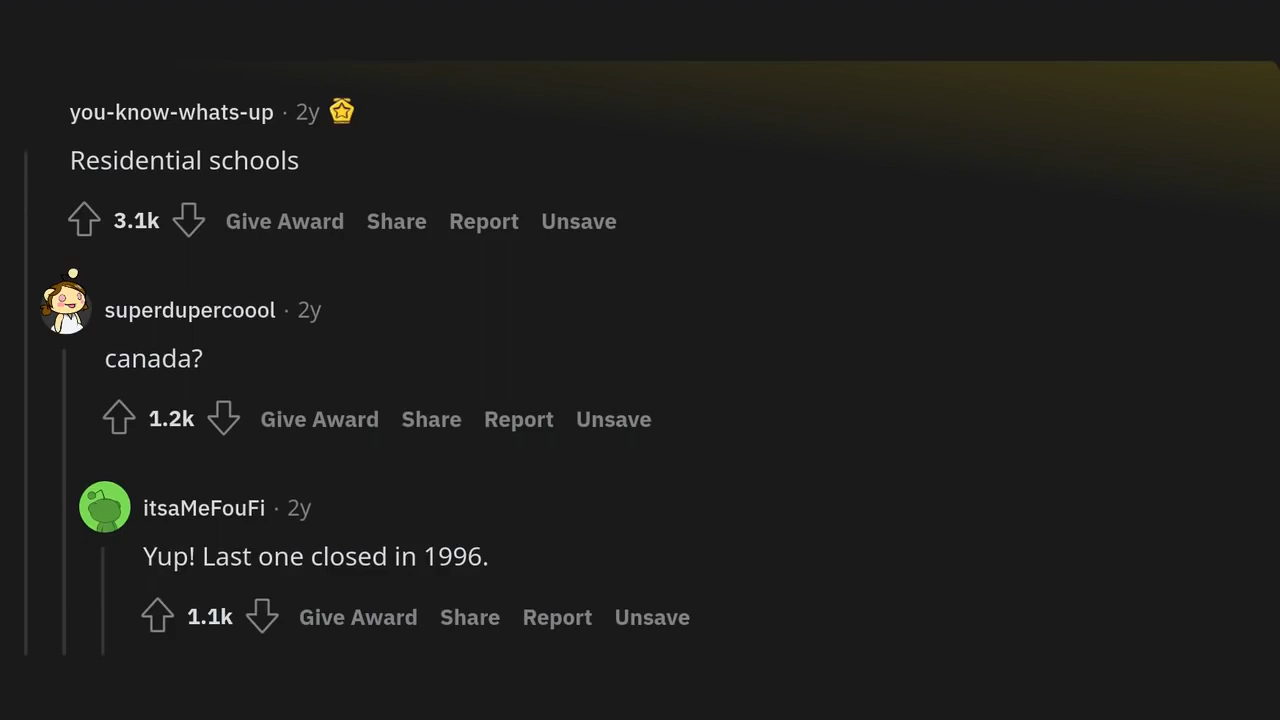 you-know-whats-up · 2y
Residential schools
3.1k Give Award Share Report Unsave
superdupercoool · 2y
canada?
1.2k Give Award Share Report Unsave
itsaMeFouFi · 2y
Yup! Last one closed in 1996.
1.1k Give Award Share Report Unsave